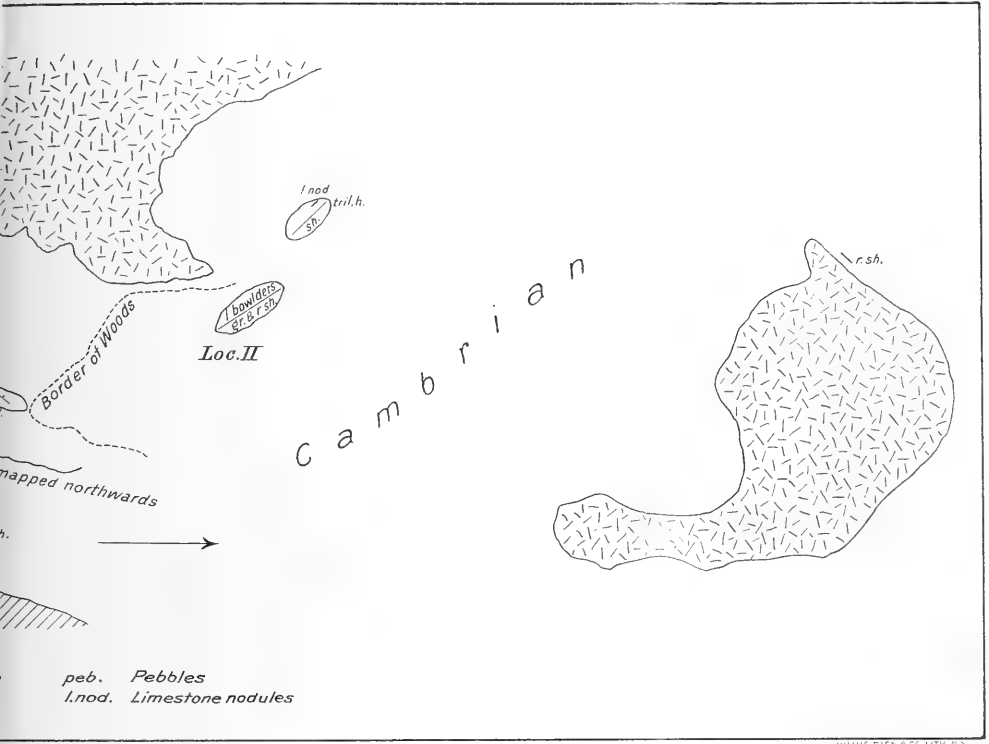 l nod
tril.h.
sh.
r.sh.
l bowlders
gr. & r sh.
Loc. II
Border of Woods
Cambrian
mapped northwards
h.
peb. Pebbles
l.nod. Limestone nodules